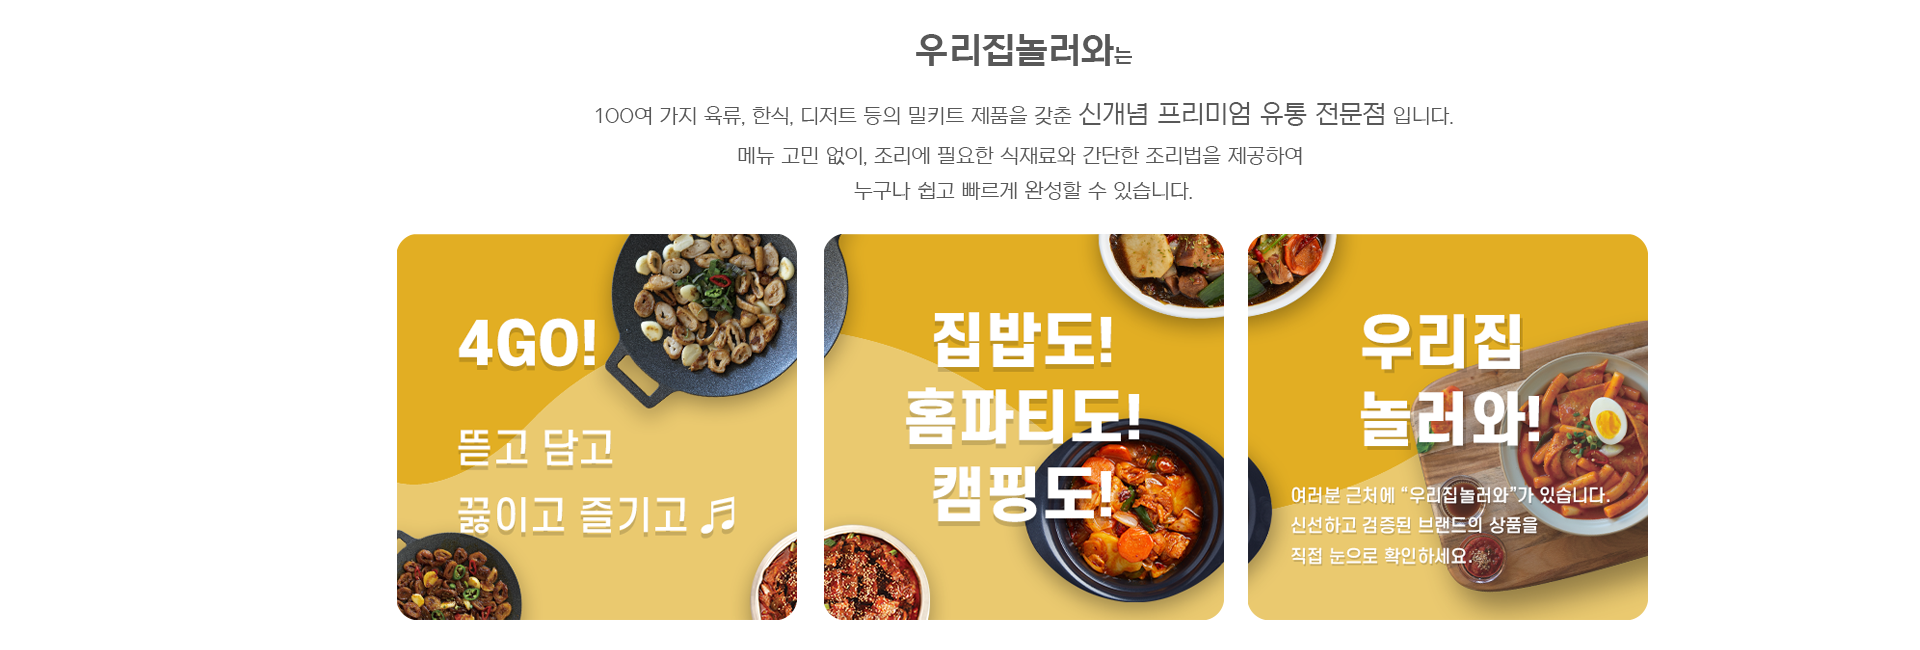 우리집놀러와는
100여 가지 육류, 한식, 디저트 등의 밀키트 제품을 갖춘 신개념 프리미엄 유통 전문점 입니다.
메뉴 고민 없이, 조리에 필요한 식재료와 간단한 조리법을 제공하여
누구나 쉽고 빠르게 완성할 수 있습니다.
4GO!
뜯고 담고
끓이고 즐기고 ♬
집밥도!
홈파티도!
캠핑도!
우리집
놀러와!
여러분 근처에 “우리집놀러와”가 있습니다.
신선하고 검증된 브랜드의 상품을
직접 눈으로 확인하세요.